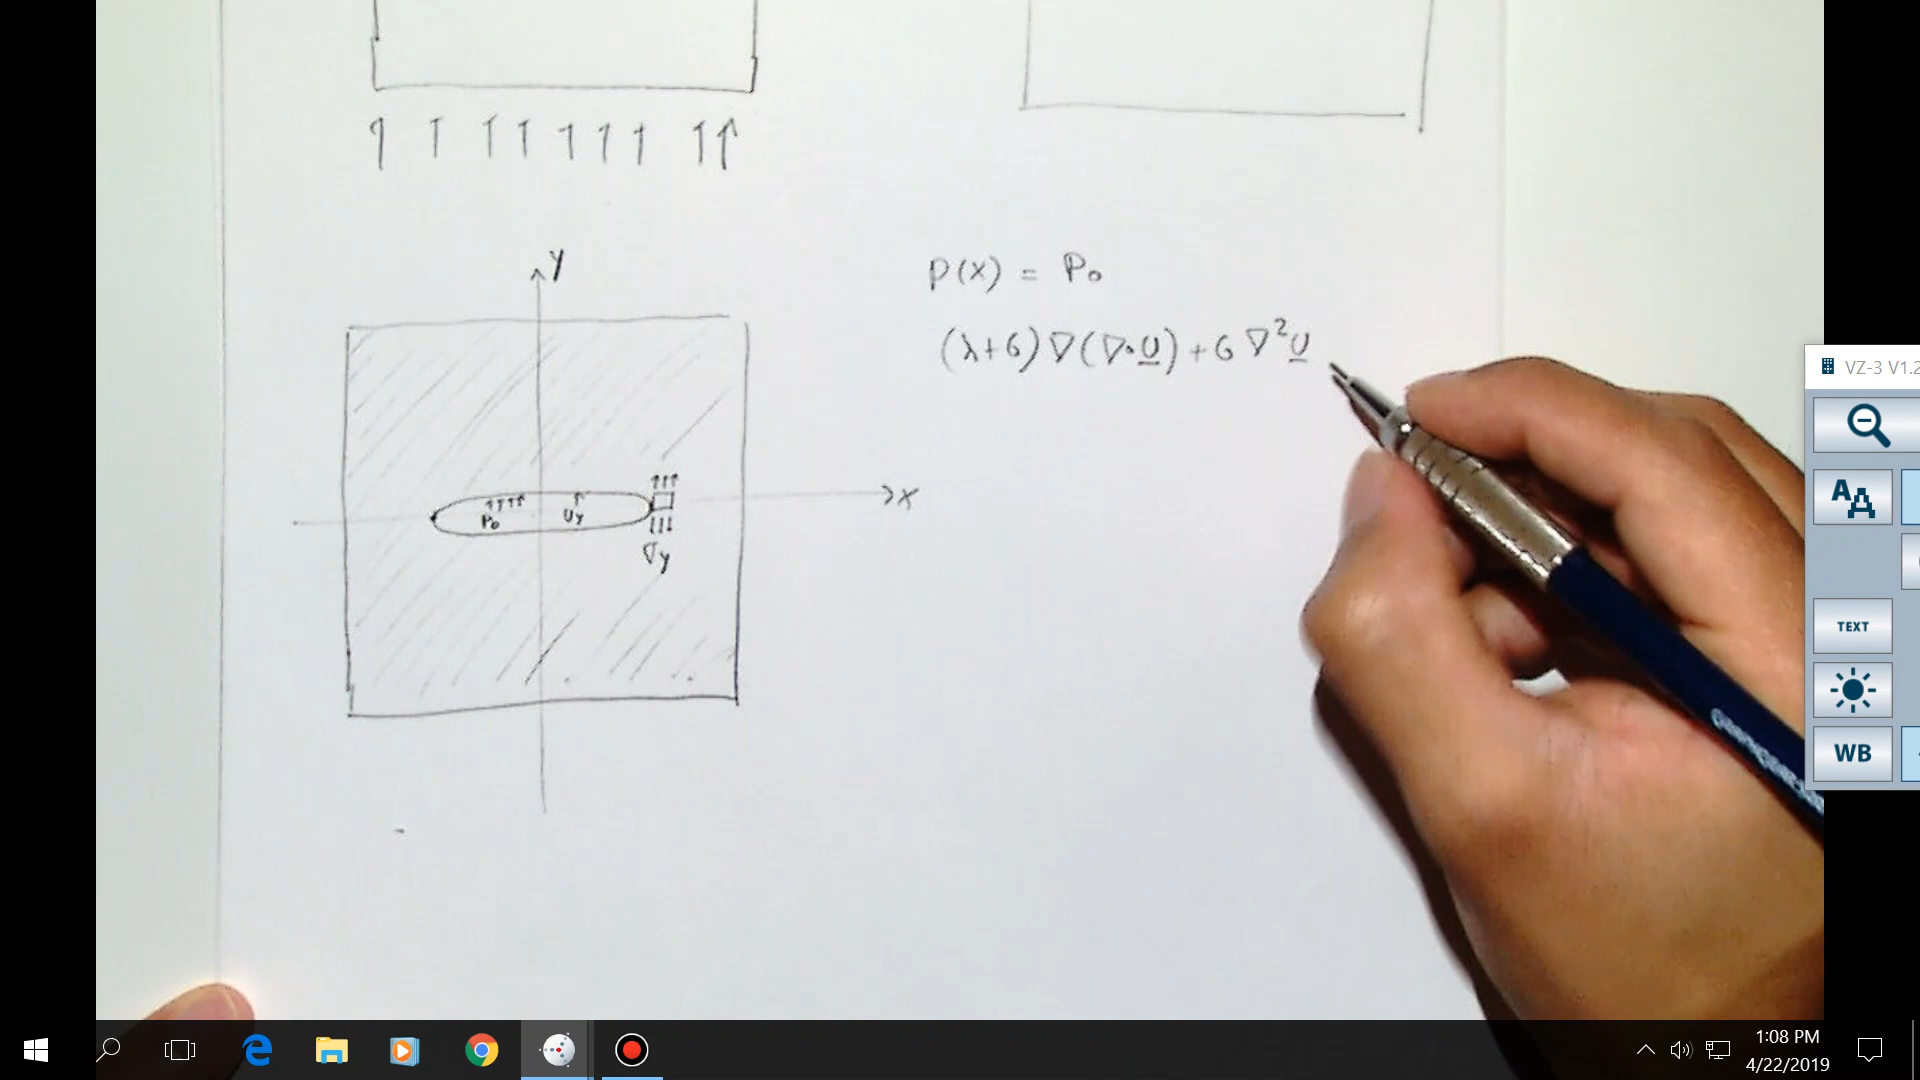 Y
P(x) = P₀
(λ+G)∇(∇·u)+G∇²u
VZ-3 V1.2
X
P₀
Uy
σy
TEXT
WB
1:08 PM
4/22/2019